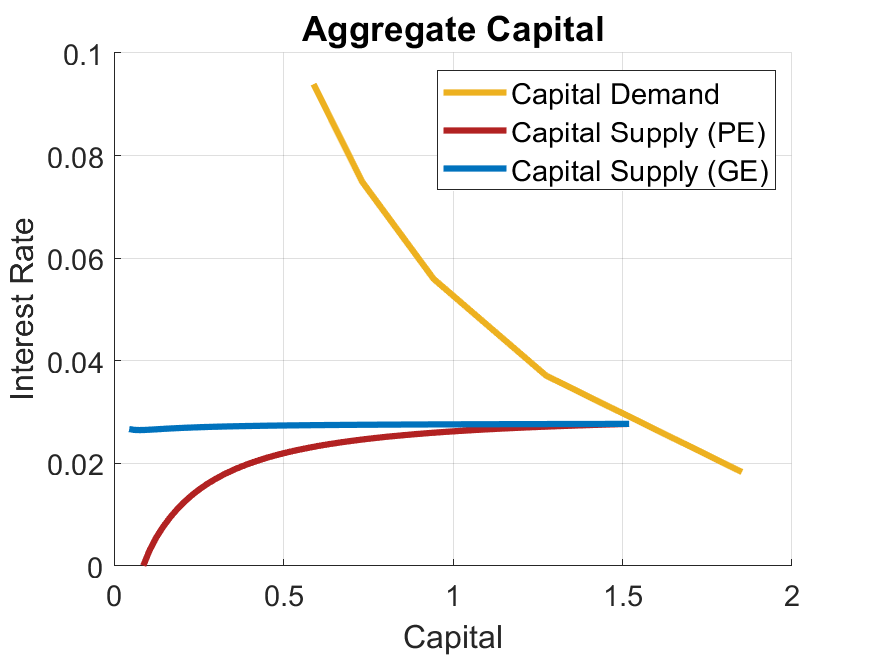 Aggregate Capital
0.1
0.08
0.06
0.04
0.02
0
Interest Rate
Capital Demand
Capital Supply (PE)
Capital Supply (GE)
0
0.5
1
1.5
2
Capital